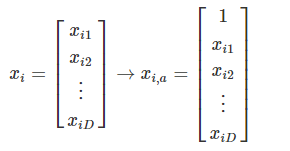 x_i = [ x_{i1} x_{i2} ⋮ x_{iD} ] → x_{i,a} = [ 1 x_{i1} x_{i2} ⋮ x_{iD} ]